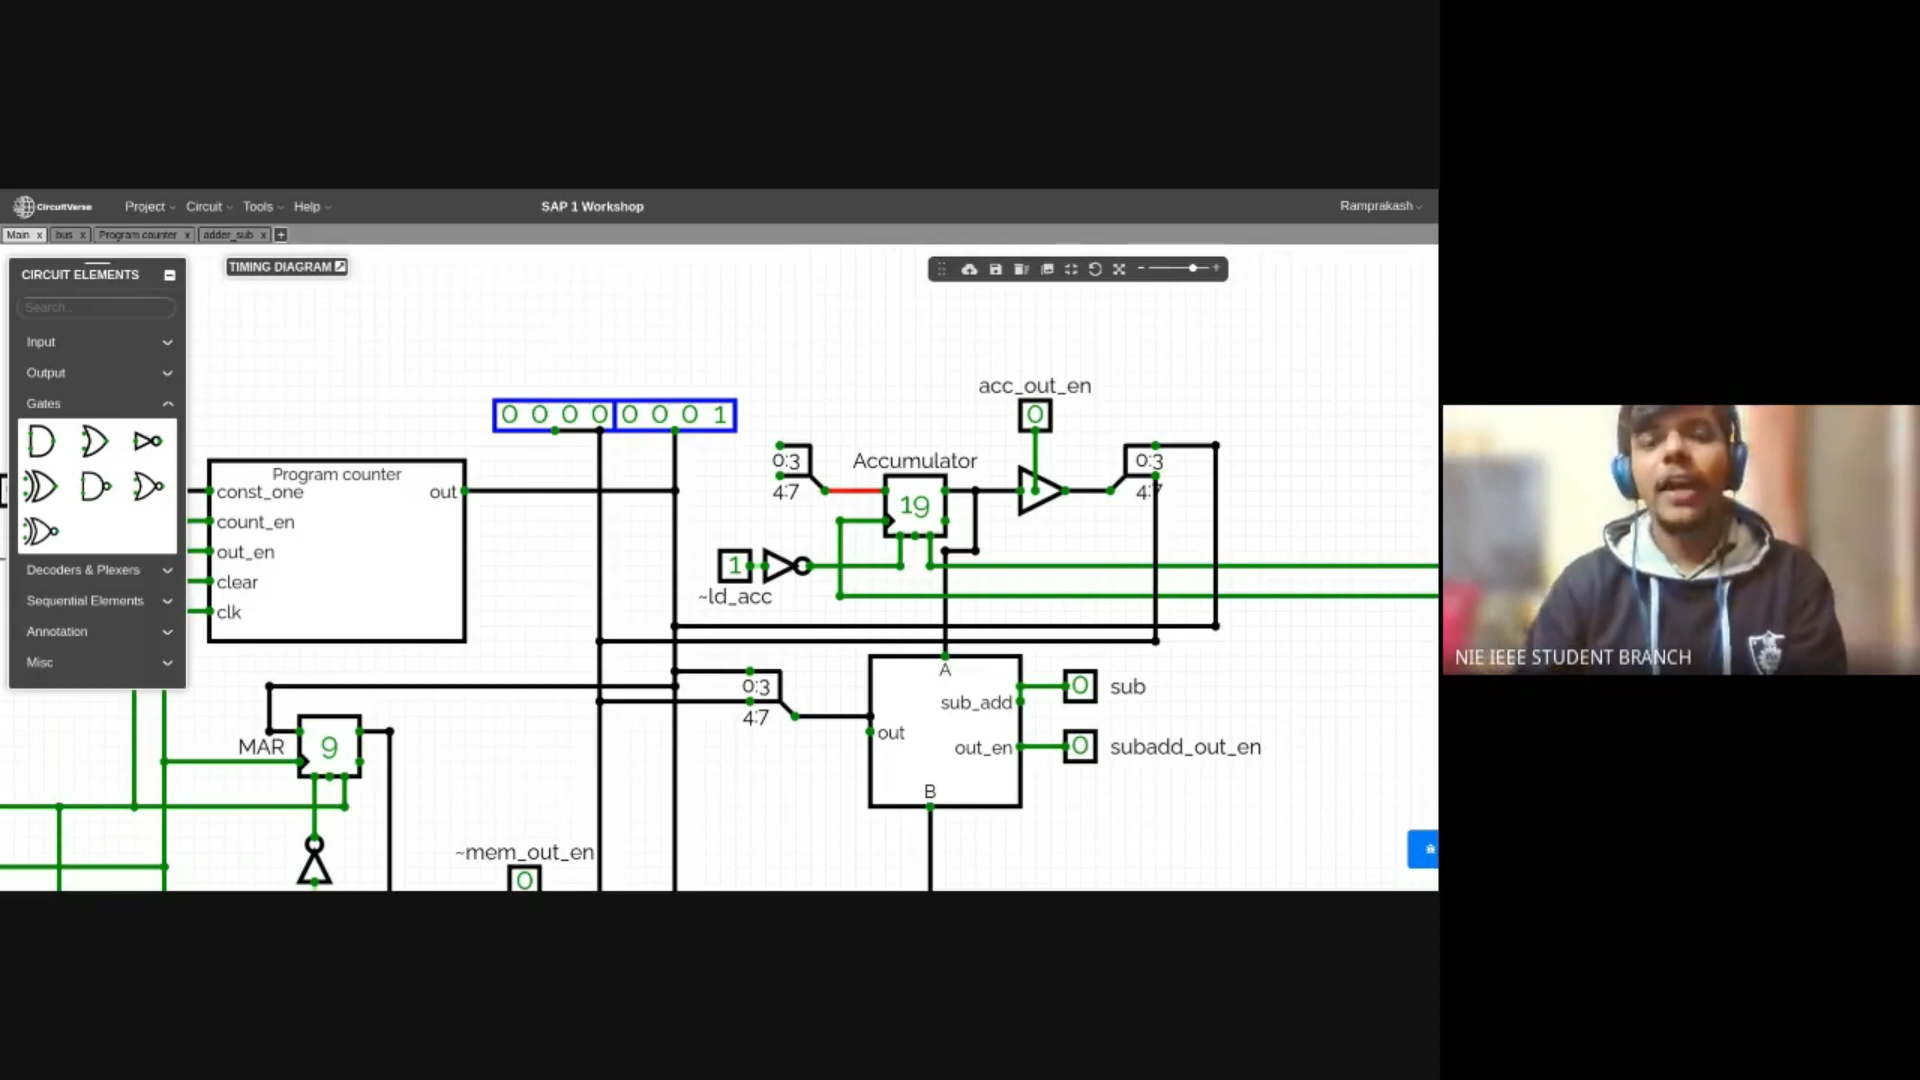 CircuitVerse Project Circuit Tools Help SAP 1 Workshop Ramprakash
Main x bus x Program counter x adder_sub x +
CIRCUIT ELEMENTS
Search..
Input
Output
Gates
Decoders & Plexers
Sequential Elements
Annotation
Misc
TIMING DIAGRAM
0 0 0 0 0 0 0 1
Program counter
const_one
count_en
out_en
clear
clk
out
acc_out_en
0
0:3
4:7
Accumulator
19
0:3
4:7
1
~ld_acc
0:3
4:7
A
sub_add
out
out_en
B
0 sub
0 subadd_out_en
MAR 9
~mem_out_en
0
NIE IEEE STUDENT BRANCH